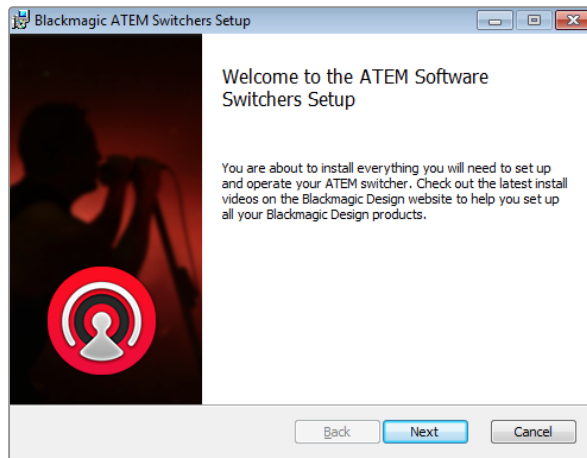 Blackmagic ATEM Switchers Setup
Welcome to the ATEM Software
Switchers Setup
You are about to install everything you will need to set up
and operate your ATEM switcher. Check out the latest install
videos on the Blackmagic Design website to help you set up
all your Blackmagic Design products.
Back Next Cancel